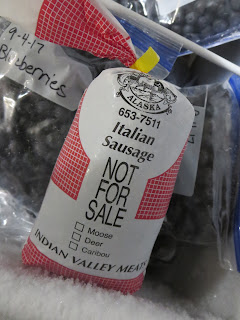 9-4-17
Blueberries
ALASKA
653-7511
Italian
Sausage
NOT
FOR
SALE
Moose
Deer
Caribou
INDIAN VALLEY MEATS